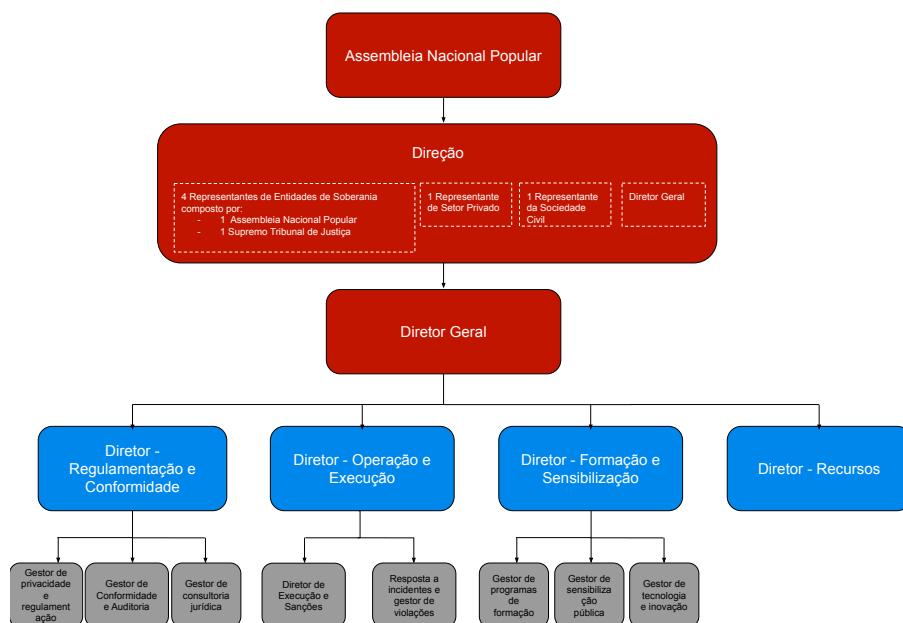 Assembleia Nacional Popular
Direção
4 Representantes de Entidades de Soberania
composto por:
- 1 Assembleia Nacional Popular
- 1 Supremo Tribunal de Justiça
1 Representante
de Setor Privado
1 Representante
da Sociedade
Civil
Diretor Geral
Diretor Geral
Diretor -
Regulamentação e
Conformidade
Diretor - Operação e
Execução
Diretor - Formação e
Sensibilização
Diretor - Recursos
Gestor de
privacidade
e
regulament
ação
Gestor de
Conformidade
e Auditoria
Gestor de
consultoria
jurídica
Diretor de
Execução e
Sanções
Resposta a
incidentes e
gestor de
violações
Gestor de
programas
de
formação
Gestor de
sensibiliza
ção
pública
Gestor de
tecnologia
e inovação